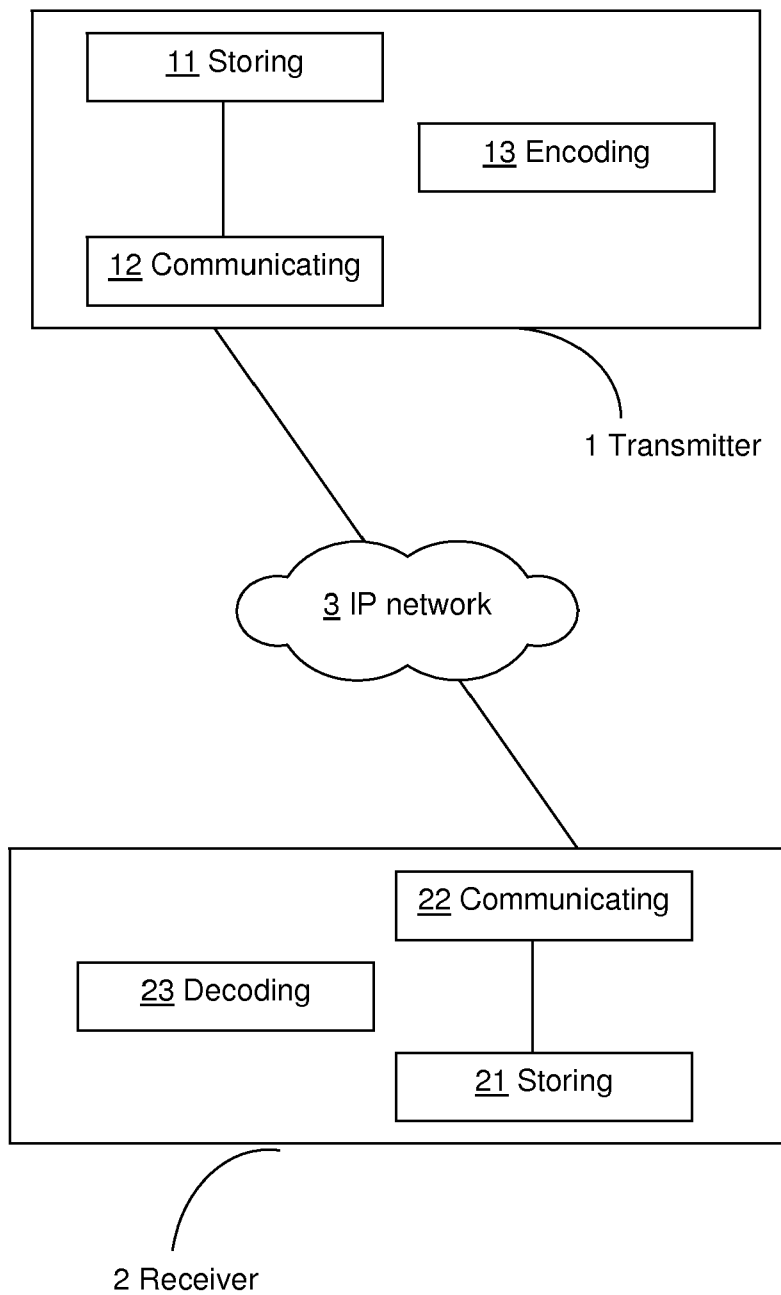 11 Storing
13 Encoding
12 Communicating
1 Transmitter
3 IP network
22 Communicating
23 Decoding
21 Storing
2 Receiver